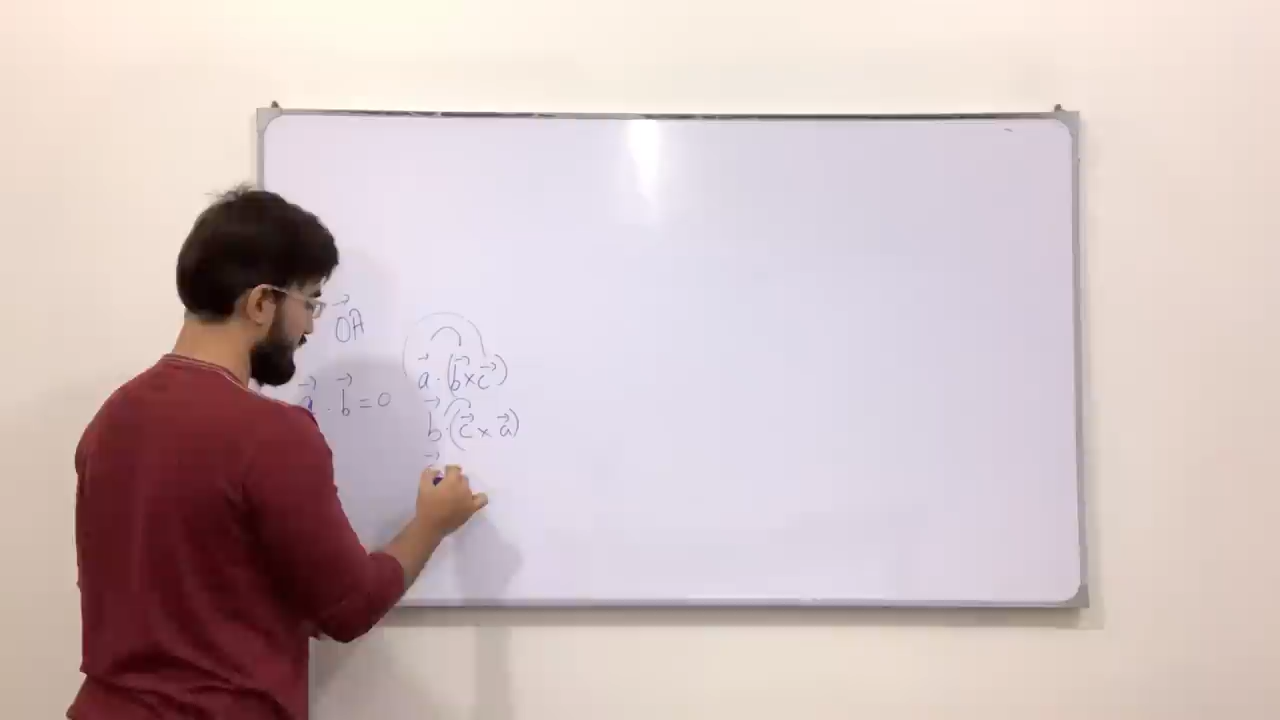 →OA
→a . →b = 0
→a . (→b × →c)
→b . (→c × →a)